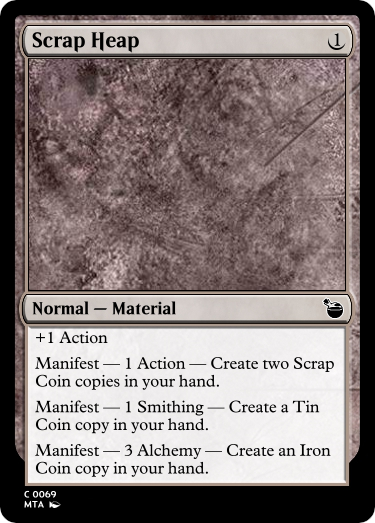 Scrap Heap 1
Normal — Material
+1 Action
Manifest — 1 Action — Create two Scrap
Coin copies in your hand.
Manifest — 1 Smithing — Create a Tin
Coin copy in your hand.
Manifest — 3 Alchemy — Create an Iron
Coin copy in your hand.
C 0069
MTA